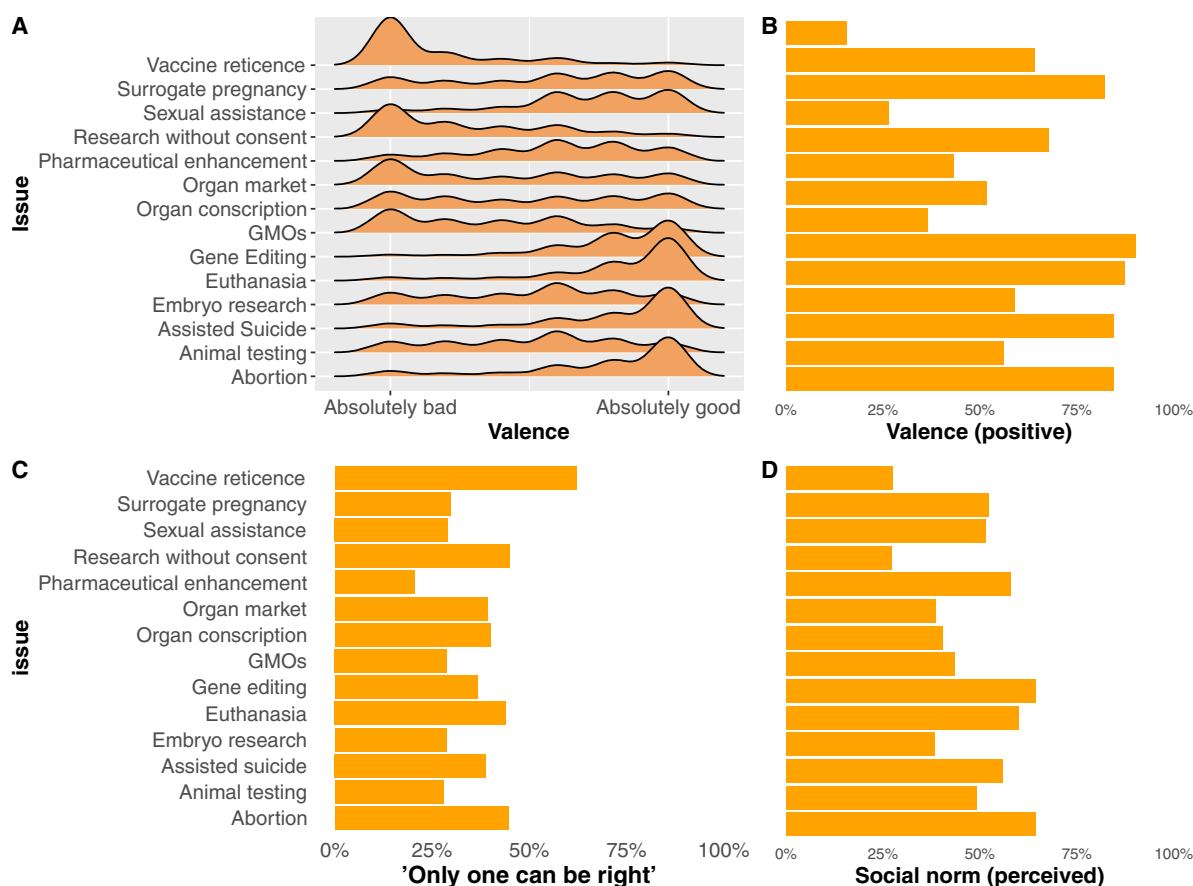 A
Issue
Vaccine reticence
Surrogate pregnancy
Sexual assistance
Research without consent
Pharmaceutical enhancement
Organ market
Organ conscription
GMOs
Gene Editing
Euthanasia
Embryo research
Assisted Suicide
Animal testing
Abortion
Absolutely bad Absolutely good
Valence
B
0% 25% 50% 75% 100%
Valence (positive)
C
issue
Vaccine reticence
Surrogate pregnancy
Sexual assistance
Research without consent
Pharmaceutical enhancement
Organ market
Organ conscription
GMOs
Gene editing
Euthanasia
Embryo research
Assisted suicide
Animal testing
Abortion
0% 25% 50% 75% 100%
'Only one can be right'
D
0% 25% 50% 75% 100%
Social norm (perceived)